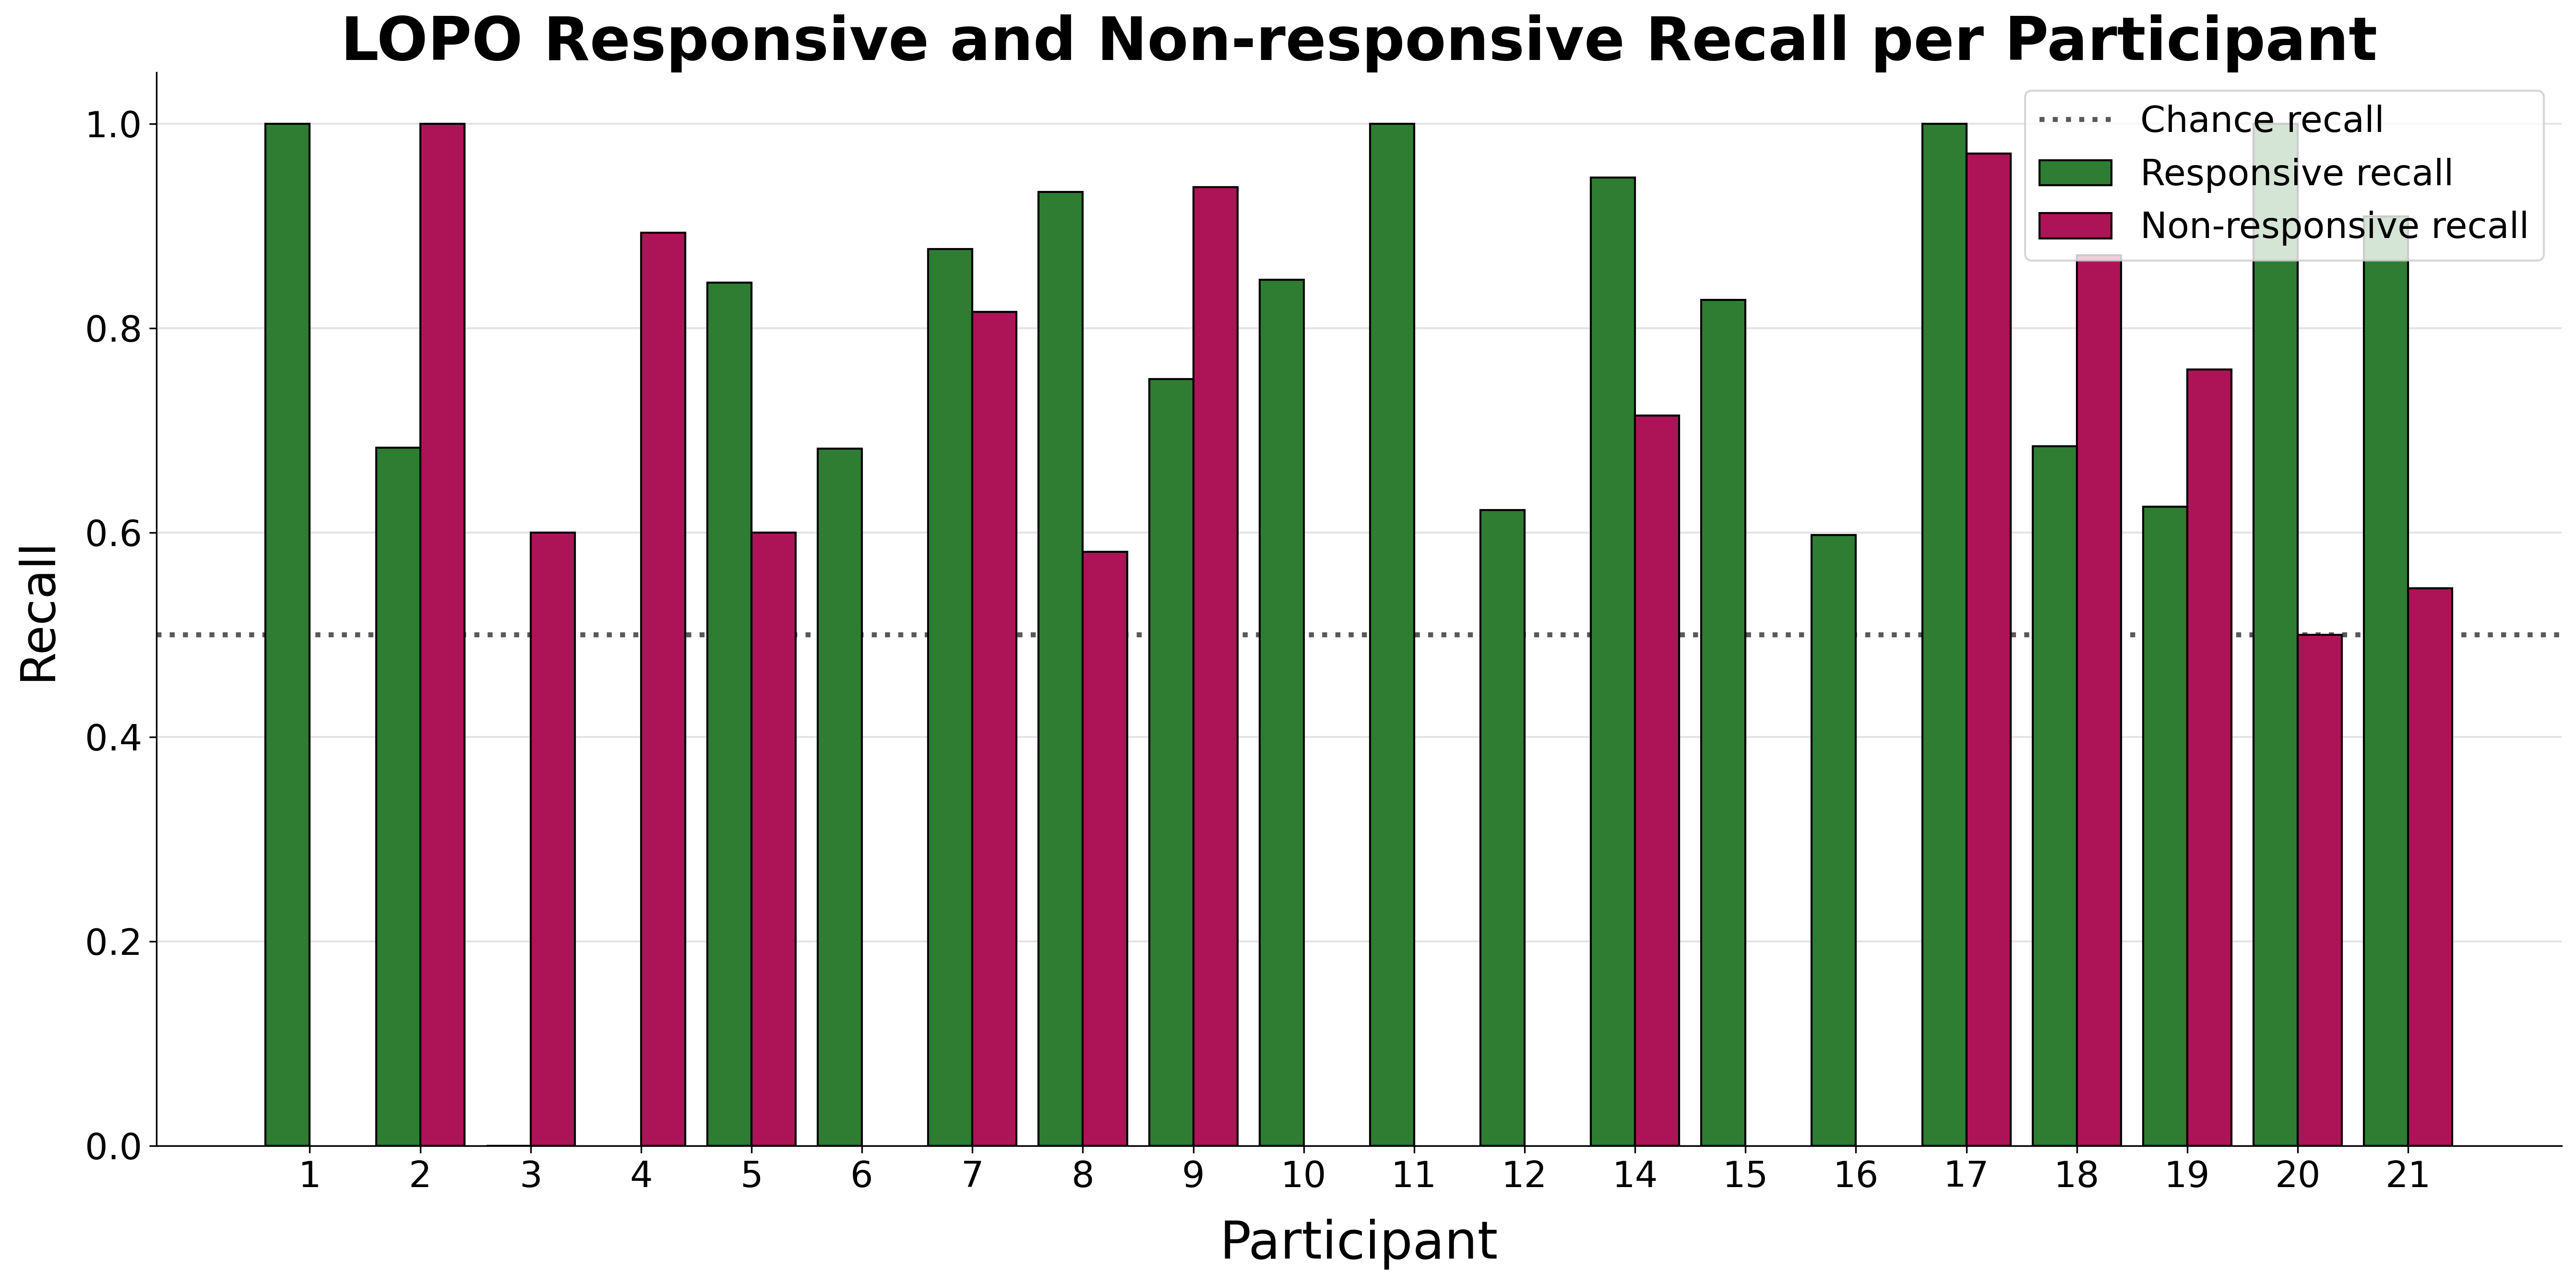 LOPO Responsive and Non-responsive Recall per Participant
Chance recall
Responsive recall
Non-responsive recall
Recall
1.0
0.8
0.6
0.4
0.2
0.0
1 2 3 4 5 6 7 8 9 10 11 12 14 15 16 17 18 19 20 21
Participant